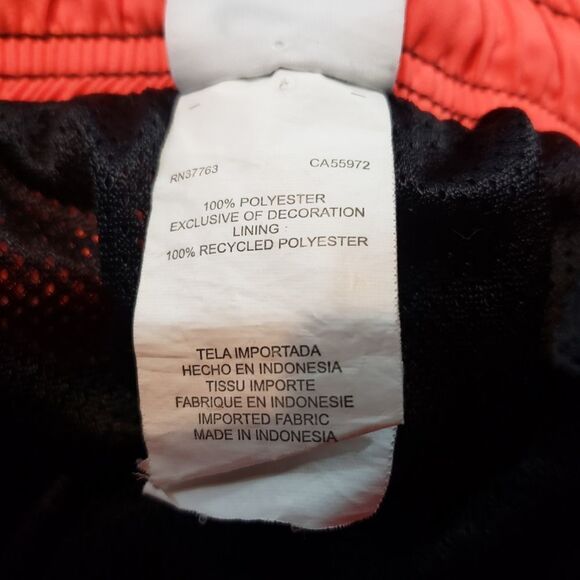 RN37763 CA55972
100% POLYESTER
EXCLUSIVE OF DECORATION
LINING
100% RECYCLED POLYESTER
TELA IMPORTADA
HECHO EN INDONESIA
TISSU IMPORTE
FABRIQUE EN INDONESIE
IMPORTED FABRIC
MADE IN INDONESIA